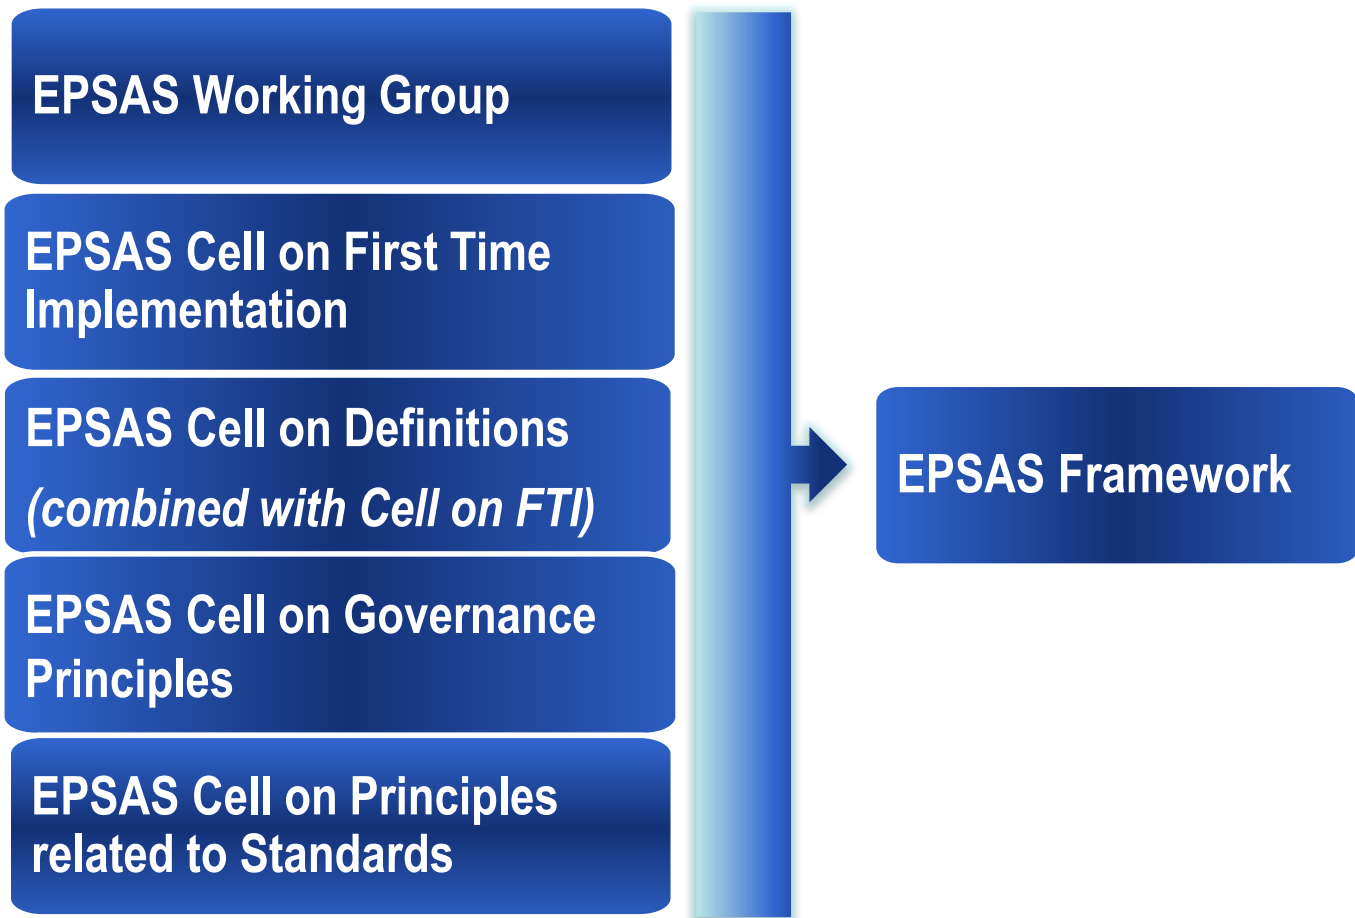 EPSAS Working Group
EPSAS Cell on First Time
Implementation
EPSAS Cell on Definitions
(combined with Cell on FTI)
EPSAS Cell on Governance
Principles
EPSAS Cell on Principles
related to Standards
EPSAS Framework